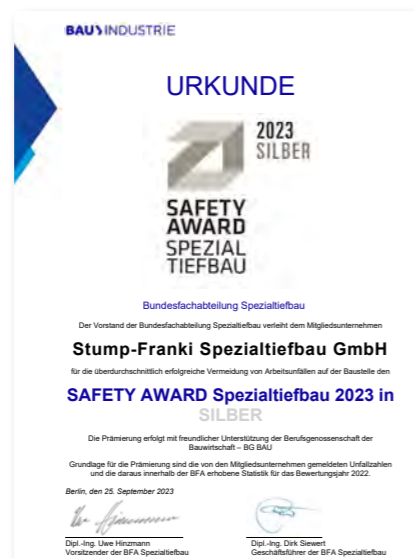 BAUINDUSTRIE
URKUNDE
2023
SILBER
SAFETY
AWARD
SPEZIAL
TIEFBAU
Bundesfachabteilung Spezialtiefbau
Der Vorstand der Bundesfachabteilung Spezialtiefbau verleiht dem Mitgliedsunternehmen
Stump-Franki Spezialtiefbau GmbH
für die überdurchschnittlich erfolgreiche Vermeidung von Arbeitsunfällen auf der Baustelle den
SAFETY AWARD Spezialtiefbau 2023 in
SILBER
Die Prämierung erfolgt mit freundlicher Unterstützung der Berufsgenossenschaft der
Bauwirtschaft – BG BAU
Grundlage für die Prämierung sind die von den Mitgliedsunternehmen gemeldeten Unfallzahlen
und die daraus innerhalb der BFA erhobene Statistik für das Bewertungsjahr 2022.
Berlin, den 25. September 2023
Dipl.-Ing. Uwe Hinzmann
Vorsitzender der BFA Spezialtiefbau
Dipl.-Ing. Dirk Siewert
Geschäftsführer der BFA Spezialtiefbau